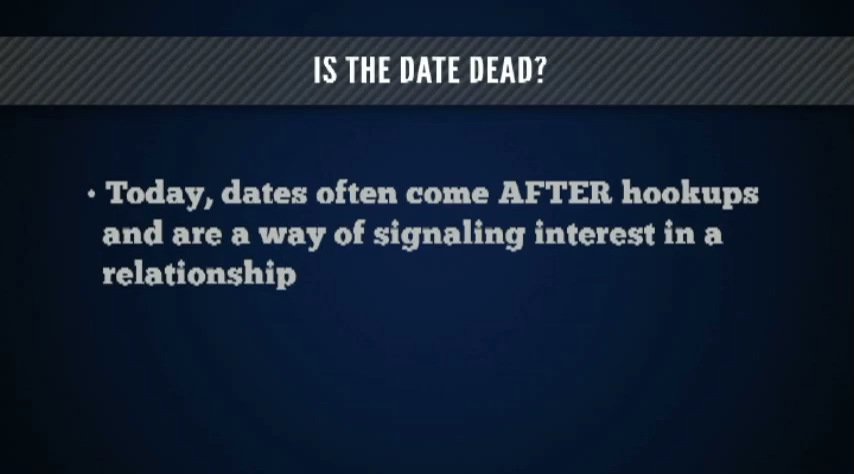 IS THE DATE DEAD?
• Today, dates often come AFTER hookups
and are a way of signaling interest in a
relationship